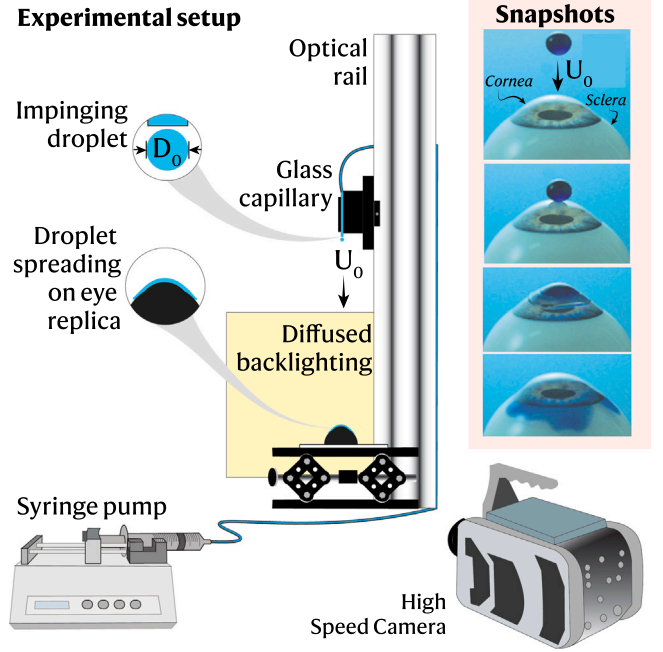 Experimental setup
Snapshots
Optical
rail
U₀
Cornea
Sclera
Impinging
droplet
D₀
Glass
capillary
Droplet
spreading
on eye
replica
U₀
Diffused
backlighting
Syringe pump
High
Speed Camera